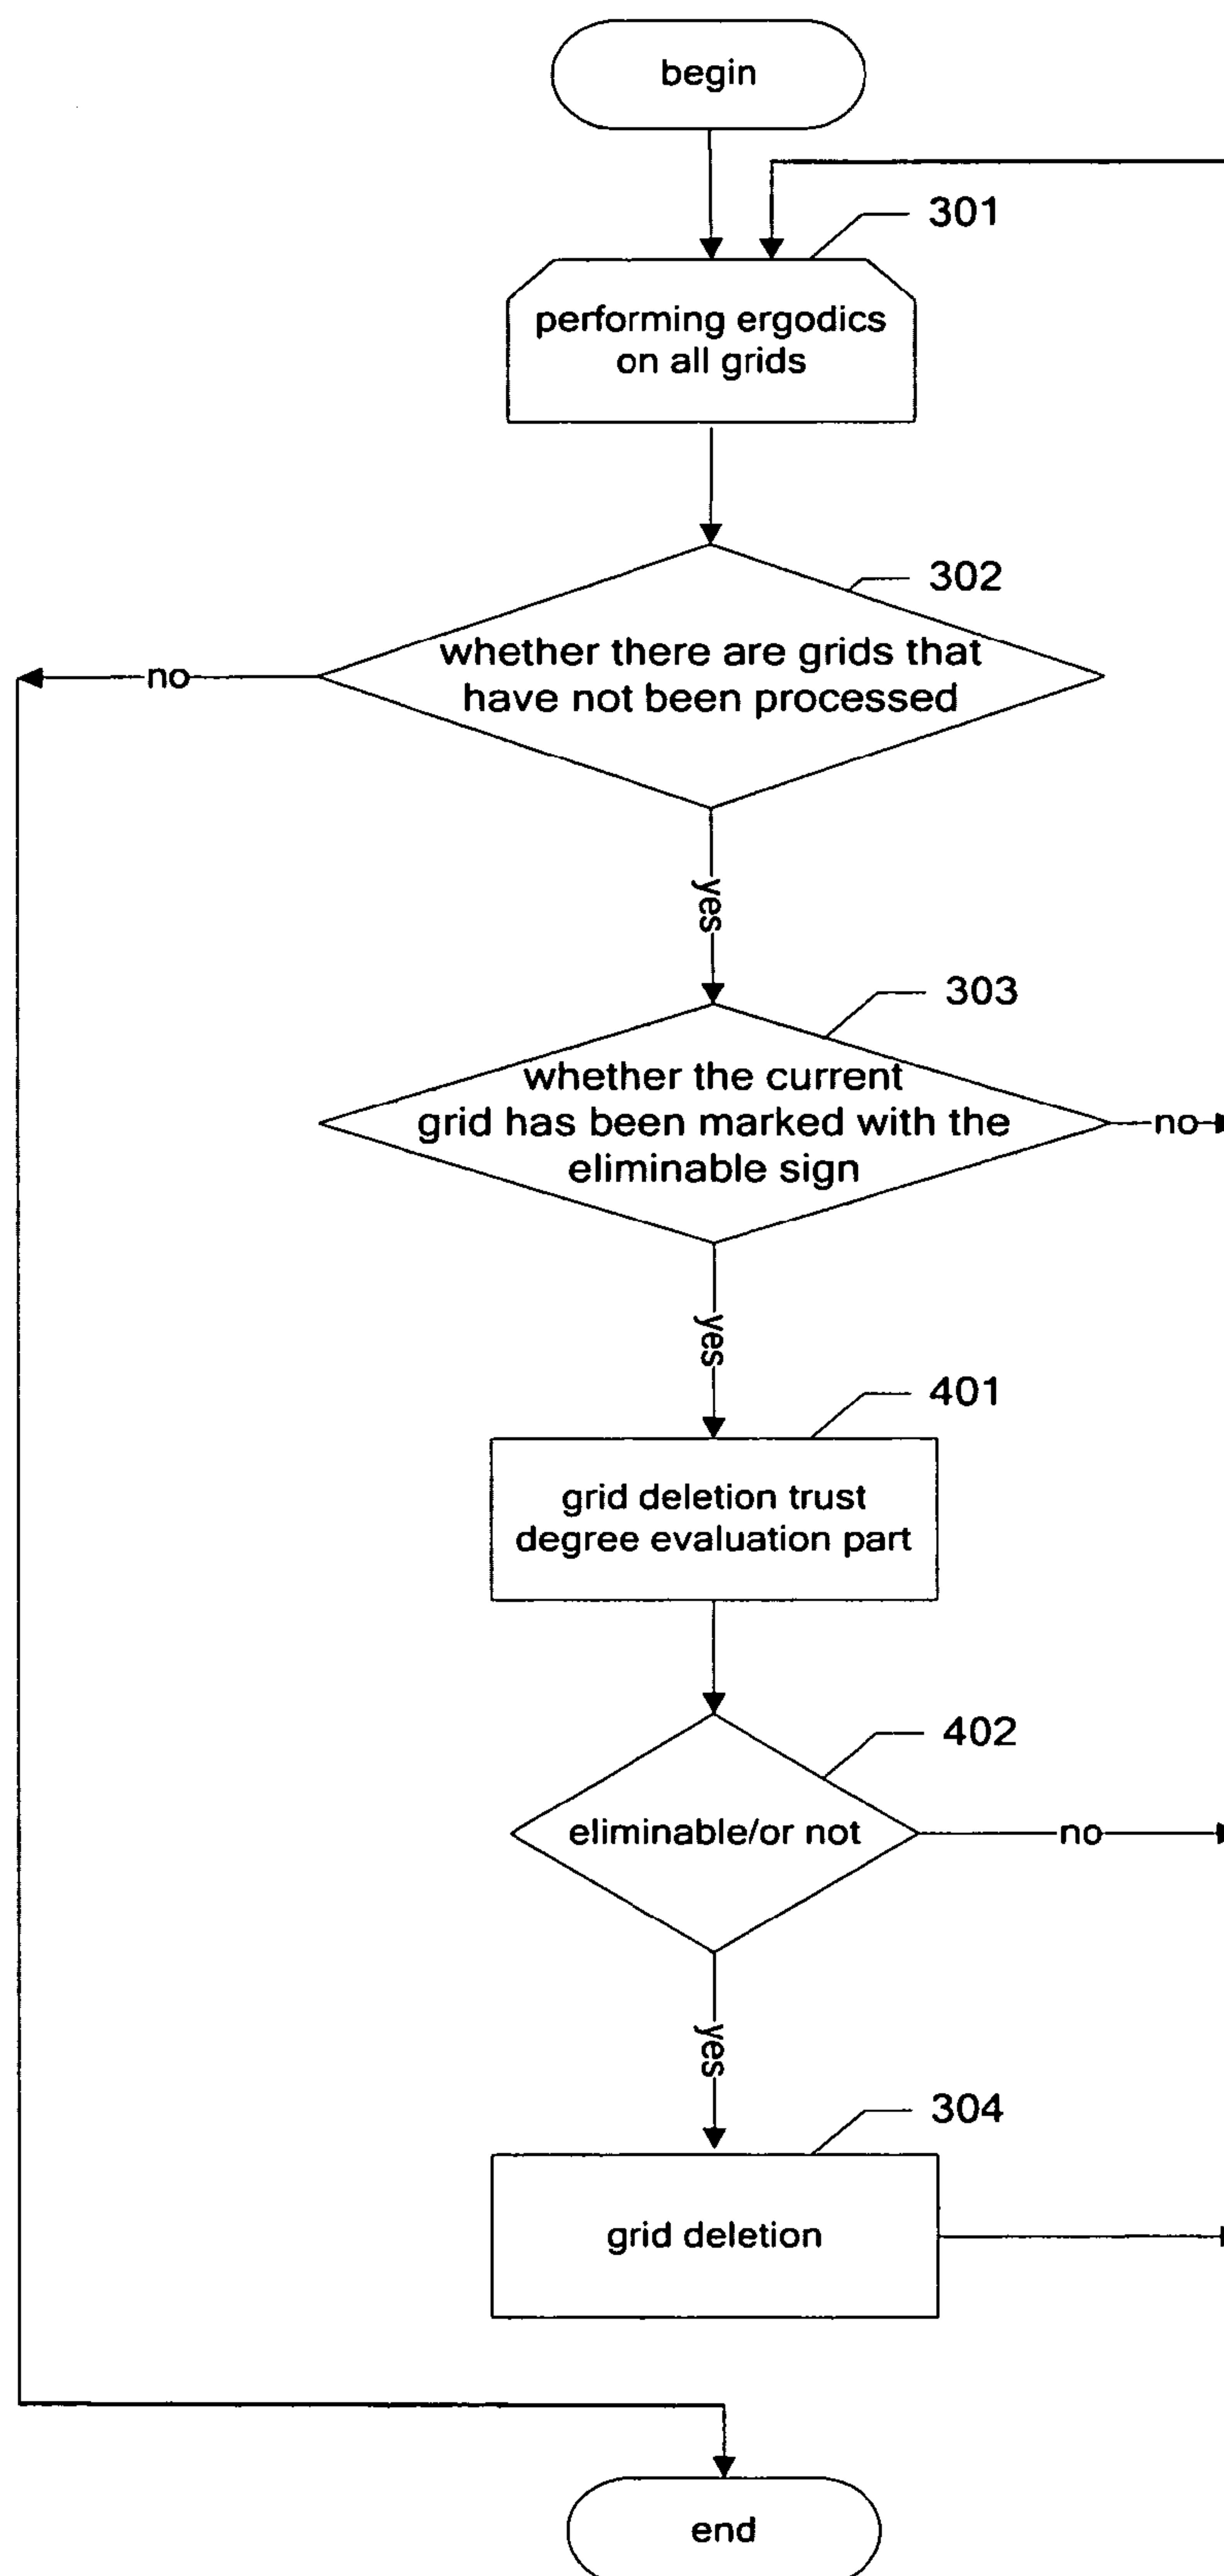 begin
301
performing ergodics
on all grids
302
whether there are grids that
have not been processed
no
yes
303
whether the current
grid has been marked with the
eliminable sign
no
yes
401
grid deletion trust
degree evaluation part
402
eliminable/or not
no
yes
304
grid deletion
end